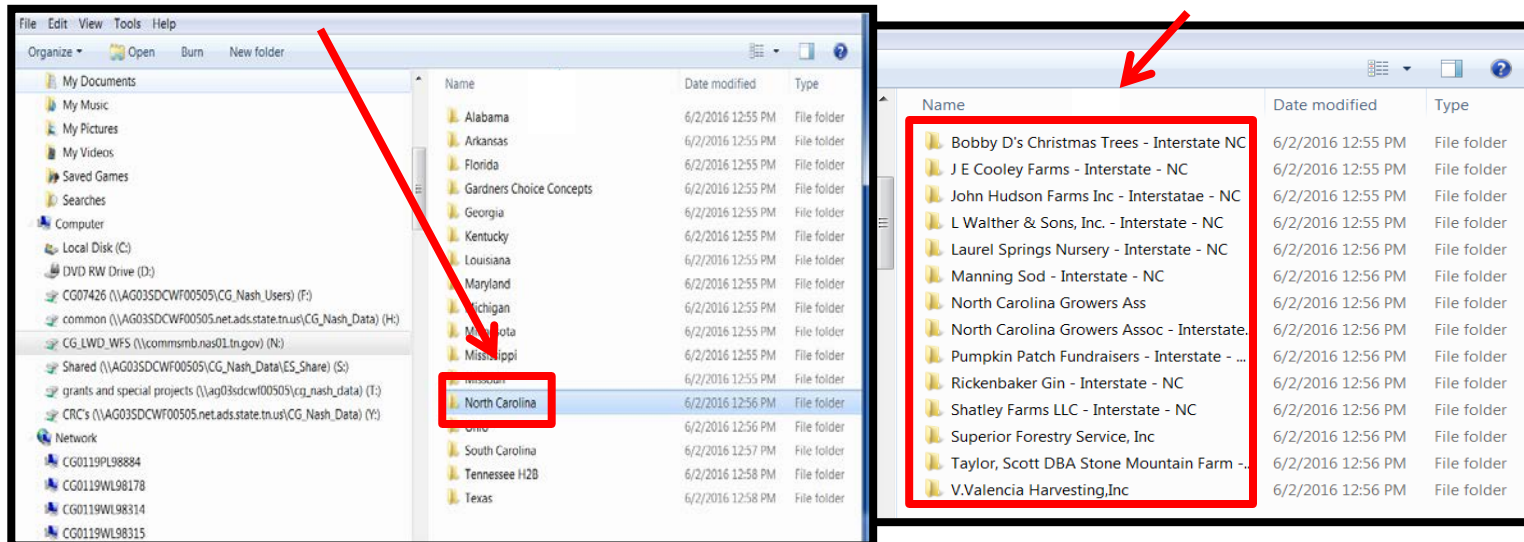 File Edit View Tools Help
Organize Open Burn New folder
My Documents
My Music
My Pictures
My Videos
Saved Games
Searches
Computer
Local Disk (C:)
DVD RW Drive (D:)
CG07426 (\\AG03SDCWF00505\CG_Nash_Users) (F:)
common (\\AG03SDCWF00505.net.ads.state.tn.us\CG_Nash_Data) (H:)
CG_LWD_WFS (\\commsmb.nas01.tn.gov) (N:)
Shared (\\AG03SDCWF00505\CG_Nash_Data\ES_Share) (S:)
grants and special projects (\\ag03sdcwf00505\cg_nash_data) (T:)
CRC's (\\AG03SDCWF00505.net.ads.state.tn.us\CG_Nash_Data) (Y:)
Network
CG0119PL98884
CG0119WL98178
CG0119WL98314
CG0119WL98315
Name Date modified Type
Alabama 6/2/2016 12:55 PM File folder
Arkansas 6/2/2016 12:55 PM File folder
Florida 6/2/2016 12:55 PM File folder
Gardners Choice Concepts 6/2/2016 12:55 PM File folder
Georgia 6/2/2016 12:55 PM File folder
Kentucky 6/2/2016 12:55 PM File folder
Louisiana 6/2/2016 12:55 PM File folder
Maryland 6/2/2016 12:55 PM File folder
Michigan 6/2/2016 12:55 PM File folder
Minnesota 6/2/2016 12:55 PM File folder
Mississippi 6/2/2016 12:55 PM File folder
Missouri 6/2/2016 12:55 PM File folder
North Carolina 6/2/2016 12:56 PM File folder
Ohio 6/2/2016 12:56 PM File folder
South Carolina 6/2/2016 12:57 PM File folder
Tennessee H2B 6/2/2016 12:58 PM File folder
Texas 6/2/2016 12:58 PM File folder
Name Date modified Type
Bobby D's Christmas Trees - Interstate NC 6/2/2016 12:55 PM File folder
J E Cooley Farms - Interstate - NC 6/2/2016 12:55 PM File folder
John Hudson Farms Inc - Interstatae - NC 6/2/2016 12:55 PM File folder
L Walther & Sons, Inc. - Interstate - NC 6/2/2016 12:55 PM File folder
Laurel Springs Nursery - Interstate - NC 6/2/2016 12:55 PM File folder
Manning Sod - Interstate - NC 6/2/2016 12:56 PM File folder
North Carolina Growers Ass 6/2/2016 12:56 PM File folder
North Carolina Growers Assoc - Interstate... 6/2/2016 12:56 PM File folder
Pumpkin Patch Fundraisers - Interstate - ... 6/2/2016 12:56 PM File folder
Rickenbaker Gin - Interstate - NC 6/2/2016 12:56 PM File folder
Shatley Farms LLC - Interstate - NC 6/2/2016 12:56 PM File folder
Superior Forestry Service, Inc 6/2/2016 12:56 PM File folder
Taylor, Scott DBA Stone Mountain Farm -... 6/2/2016 12:56 PM File folder
V.Valencia Harvesting,Inc 6/2/2016 12:56 PM File folder